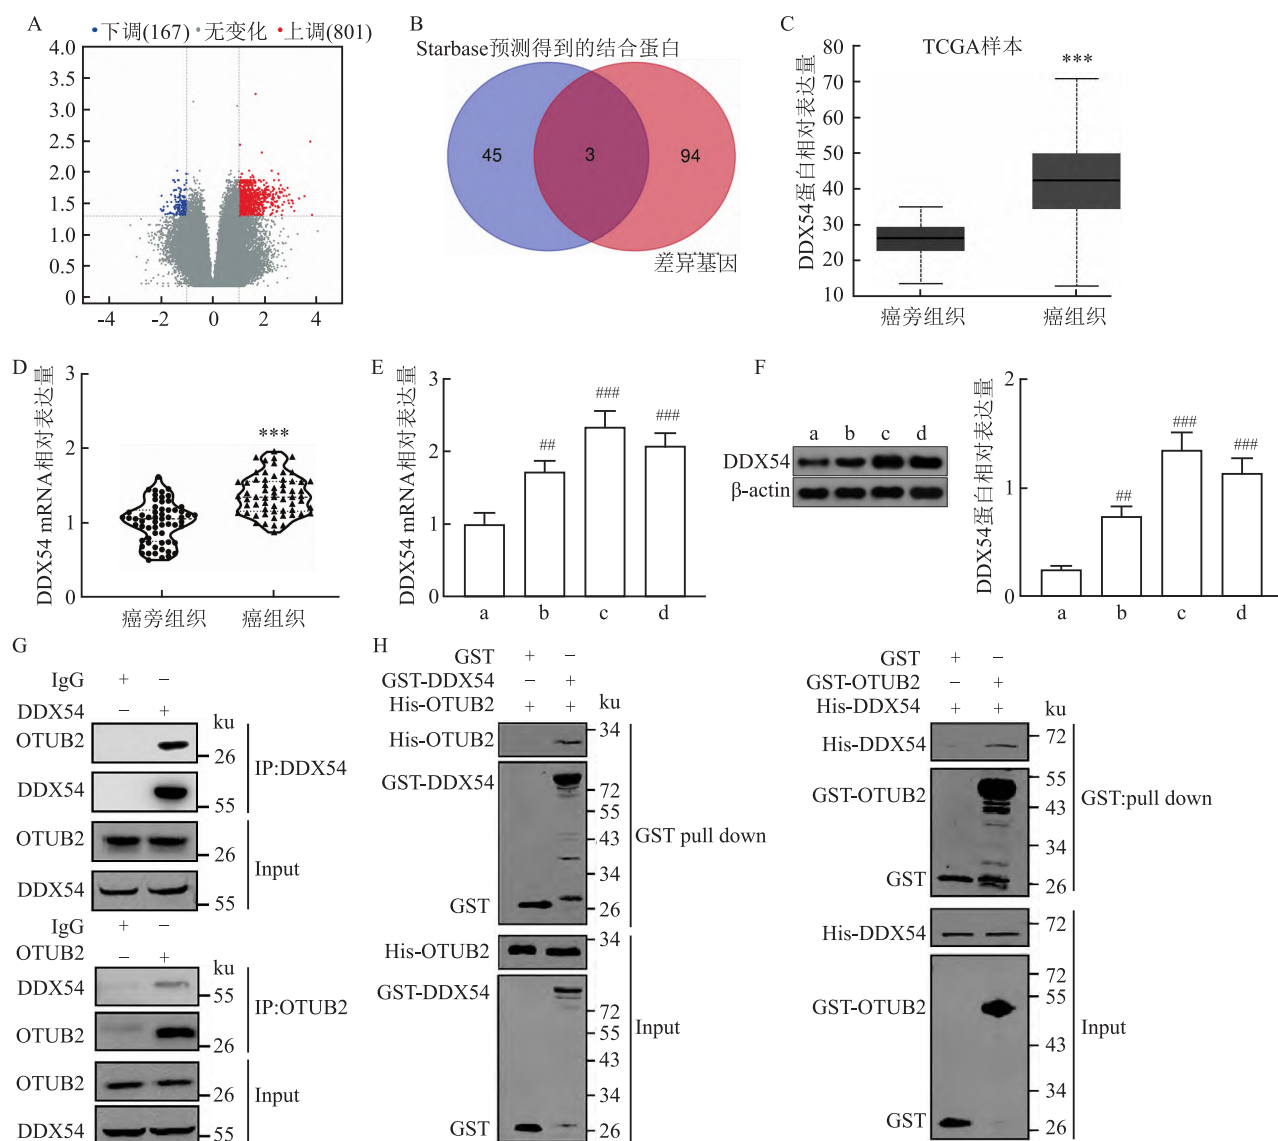 A
下调(167) 无变化 上调(801)
4.0
3.5
3.0
2.5
2.0
1.5
1.0
0.5
0
-4 -2 0 2 4
B
Starbase预测得到的结合蛋白
45 3 94
差异基因
C
TCGA样本
***
DDX54蛋白相对表达量
80
70
60
50
40
30
20
10
癌旁组织 癌组织
D
DDX54 mRNA相对表达量
3
2
1
0
***
癌旁组织 癌组织
E
DDX54 mRNA相对表达量
3
2
1
0
## ### ###
a b c d
F
a b c d
DDX54
β-actin
DDX54蛋白相对表达量
2
1
0
## ### ###
a b c d
G
IgG + −
DDX54 − + ku
OTUB2 26
DDX54 55
IP:DDX54
OTUB2 26
DDX54 55
Input
IgG + −
OTUB2 − + ku
DDX54 55
OTUB2 26
IP:OTUB2
OTUB2 26
DDX54 55
Input
H
GST + −
GST-DDX54 − +
His-OTUB2 + + ku
His-OTUB2 34
GST-DDX54
72
55
43
34
GST 26
GST pull down
His-OTUB2 34
GST-DDX54
72
55
43
34
GST 26
Input
GST + −
GST-OTUB2 − +
His-DDX54 + + ku
His-DDX54 72
55
GST-OTUB2 43
34
GST 26
GST:pull down
His-DDX54 72
72
GST-OTUB2 55
43
34
GST 26
Input